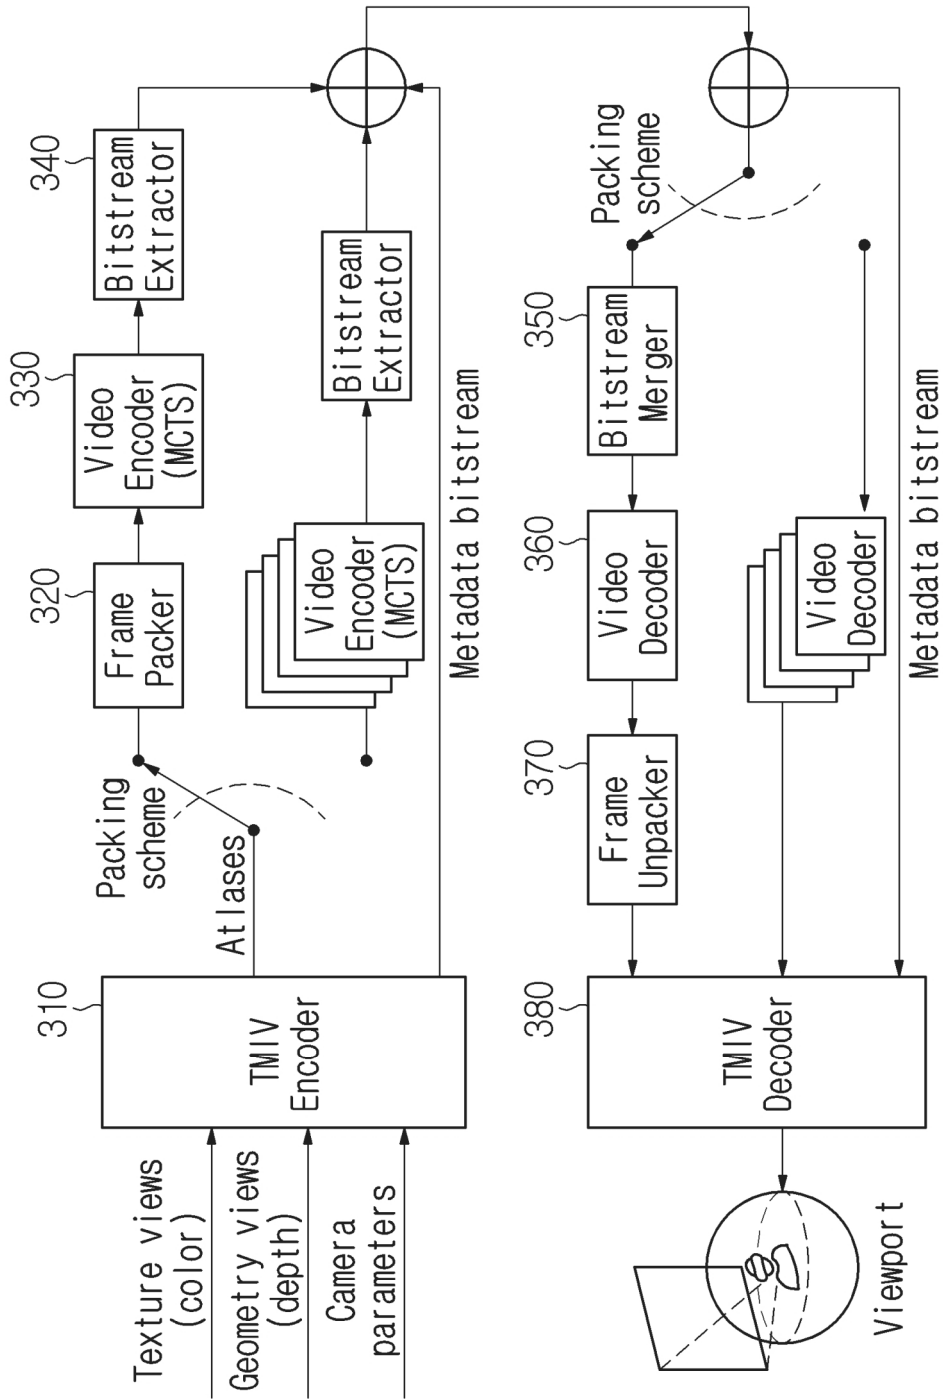 Texture views
(color)
Geometry views
(depth)
Camera
parameters
310
TMIV
Encoder
Atlases
Packing
scheme
320
Frame
Packer
330
Video
Encoder
(MCTS)
340
Bitstream
Extractor
Video
Encoder
(MCTS)
Bitstream
Extractor
Metadata bitstream
Packing
scheme
350
Bitstream
Merger
360
Video
Decoder
370
Frame
Unpacker
Video
Decoder
Metadata bitstream
380
TMIV
Decoder
Viewport